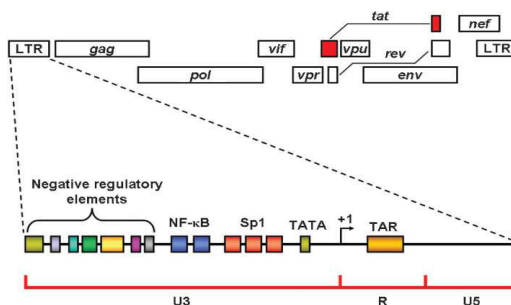 tat
nef
LTR gag vif vpu rev LTR
pol vpr env
Negative regulatory
elements
NF-κB Sp1 TATA +1 TAR
U3 R U5